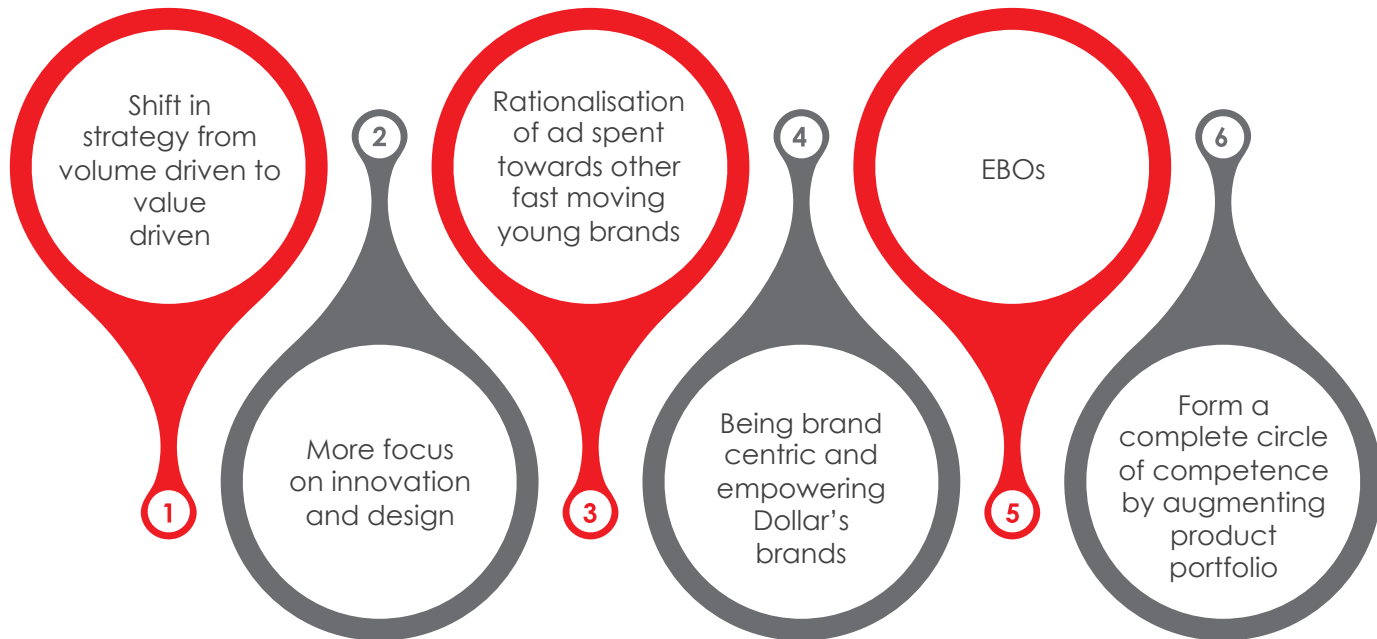 Shift in
strategy from
volume driven to
value
driven
1
2
More focus
on innovation
and design
Rationalisation
of ad spent
towards other
fast moving
young brands
3
4
Being brand
centric and
empowering
Dollar’s
brands
EBOs
5
6
Form a
complete circle
of competence
by augmenting
product
portfolio